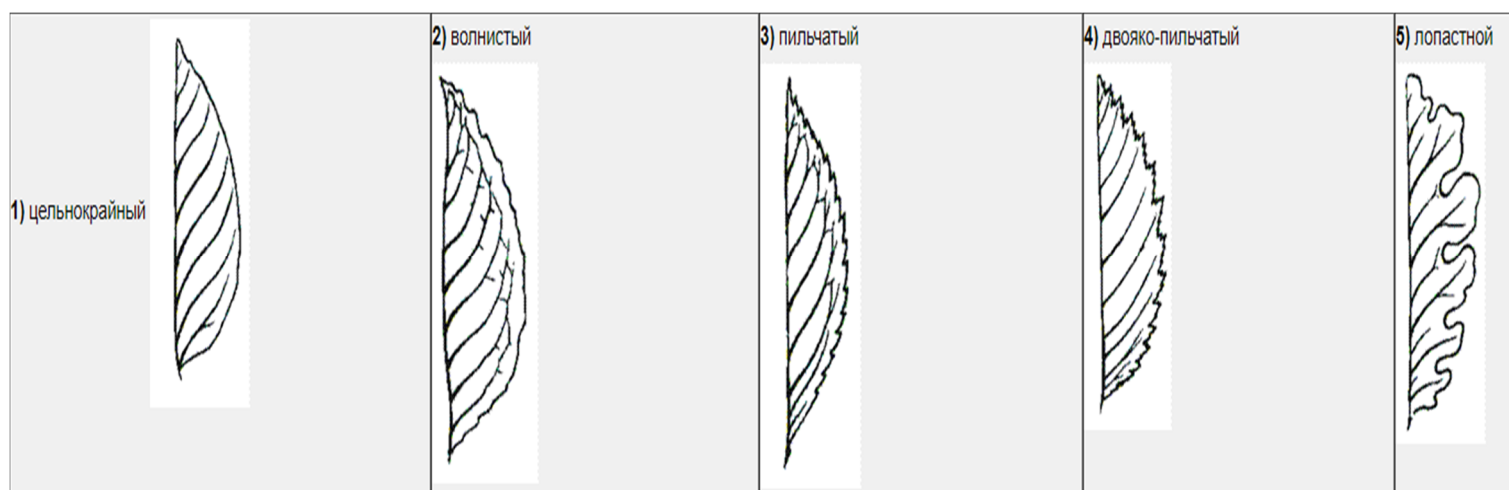 1) цельнокрайный
2) волнистый
3) пильчатый
4) двояко-пильчатый
5) лопастной